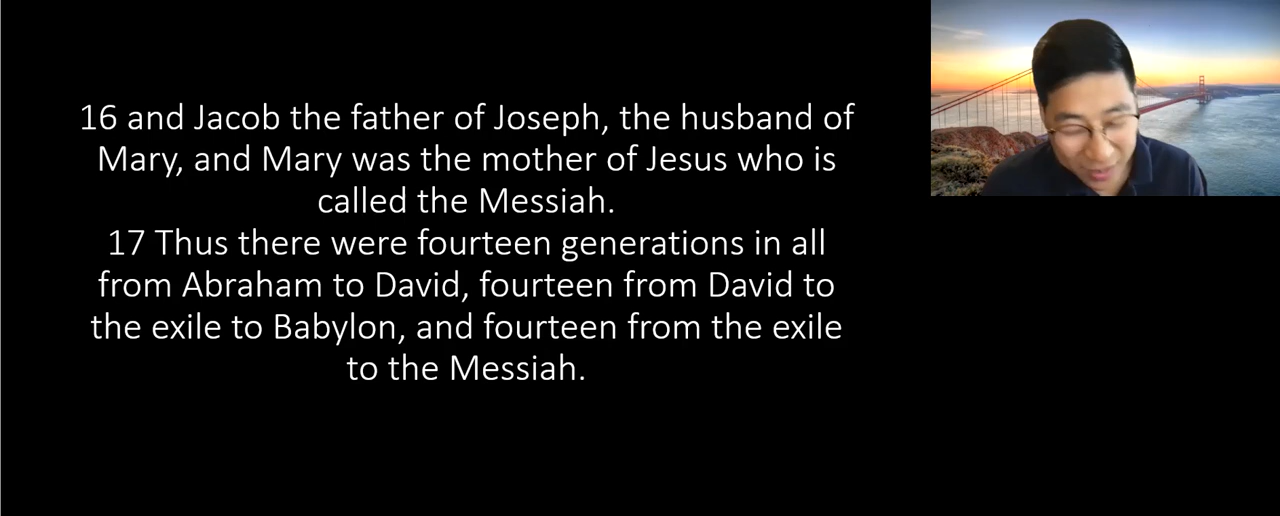 16 and Jacob the father of Joseph, the husband of
Mary, and Mary was the mother of Jesus who is
called the Messiah.
17 Thus there were fourteen generations in all
from Abraham to David, fourteen from David to
the exile to Babylon, and fourteen from the exile
to the Messiah.